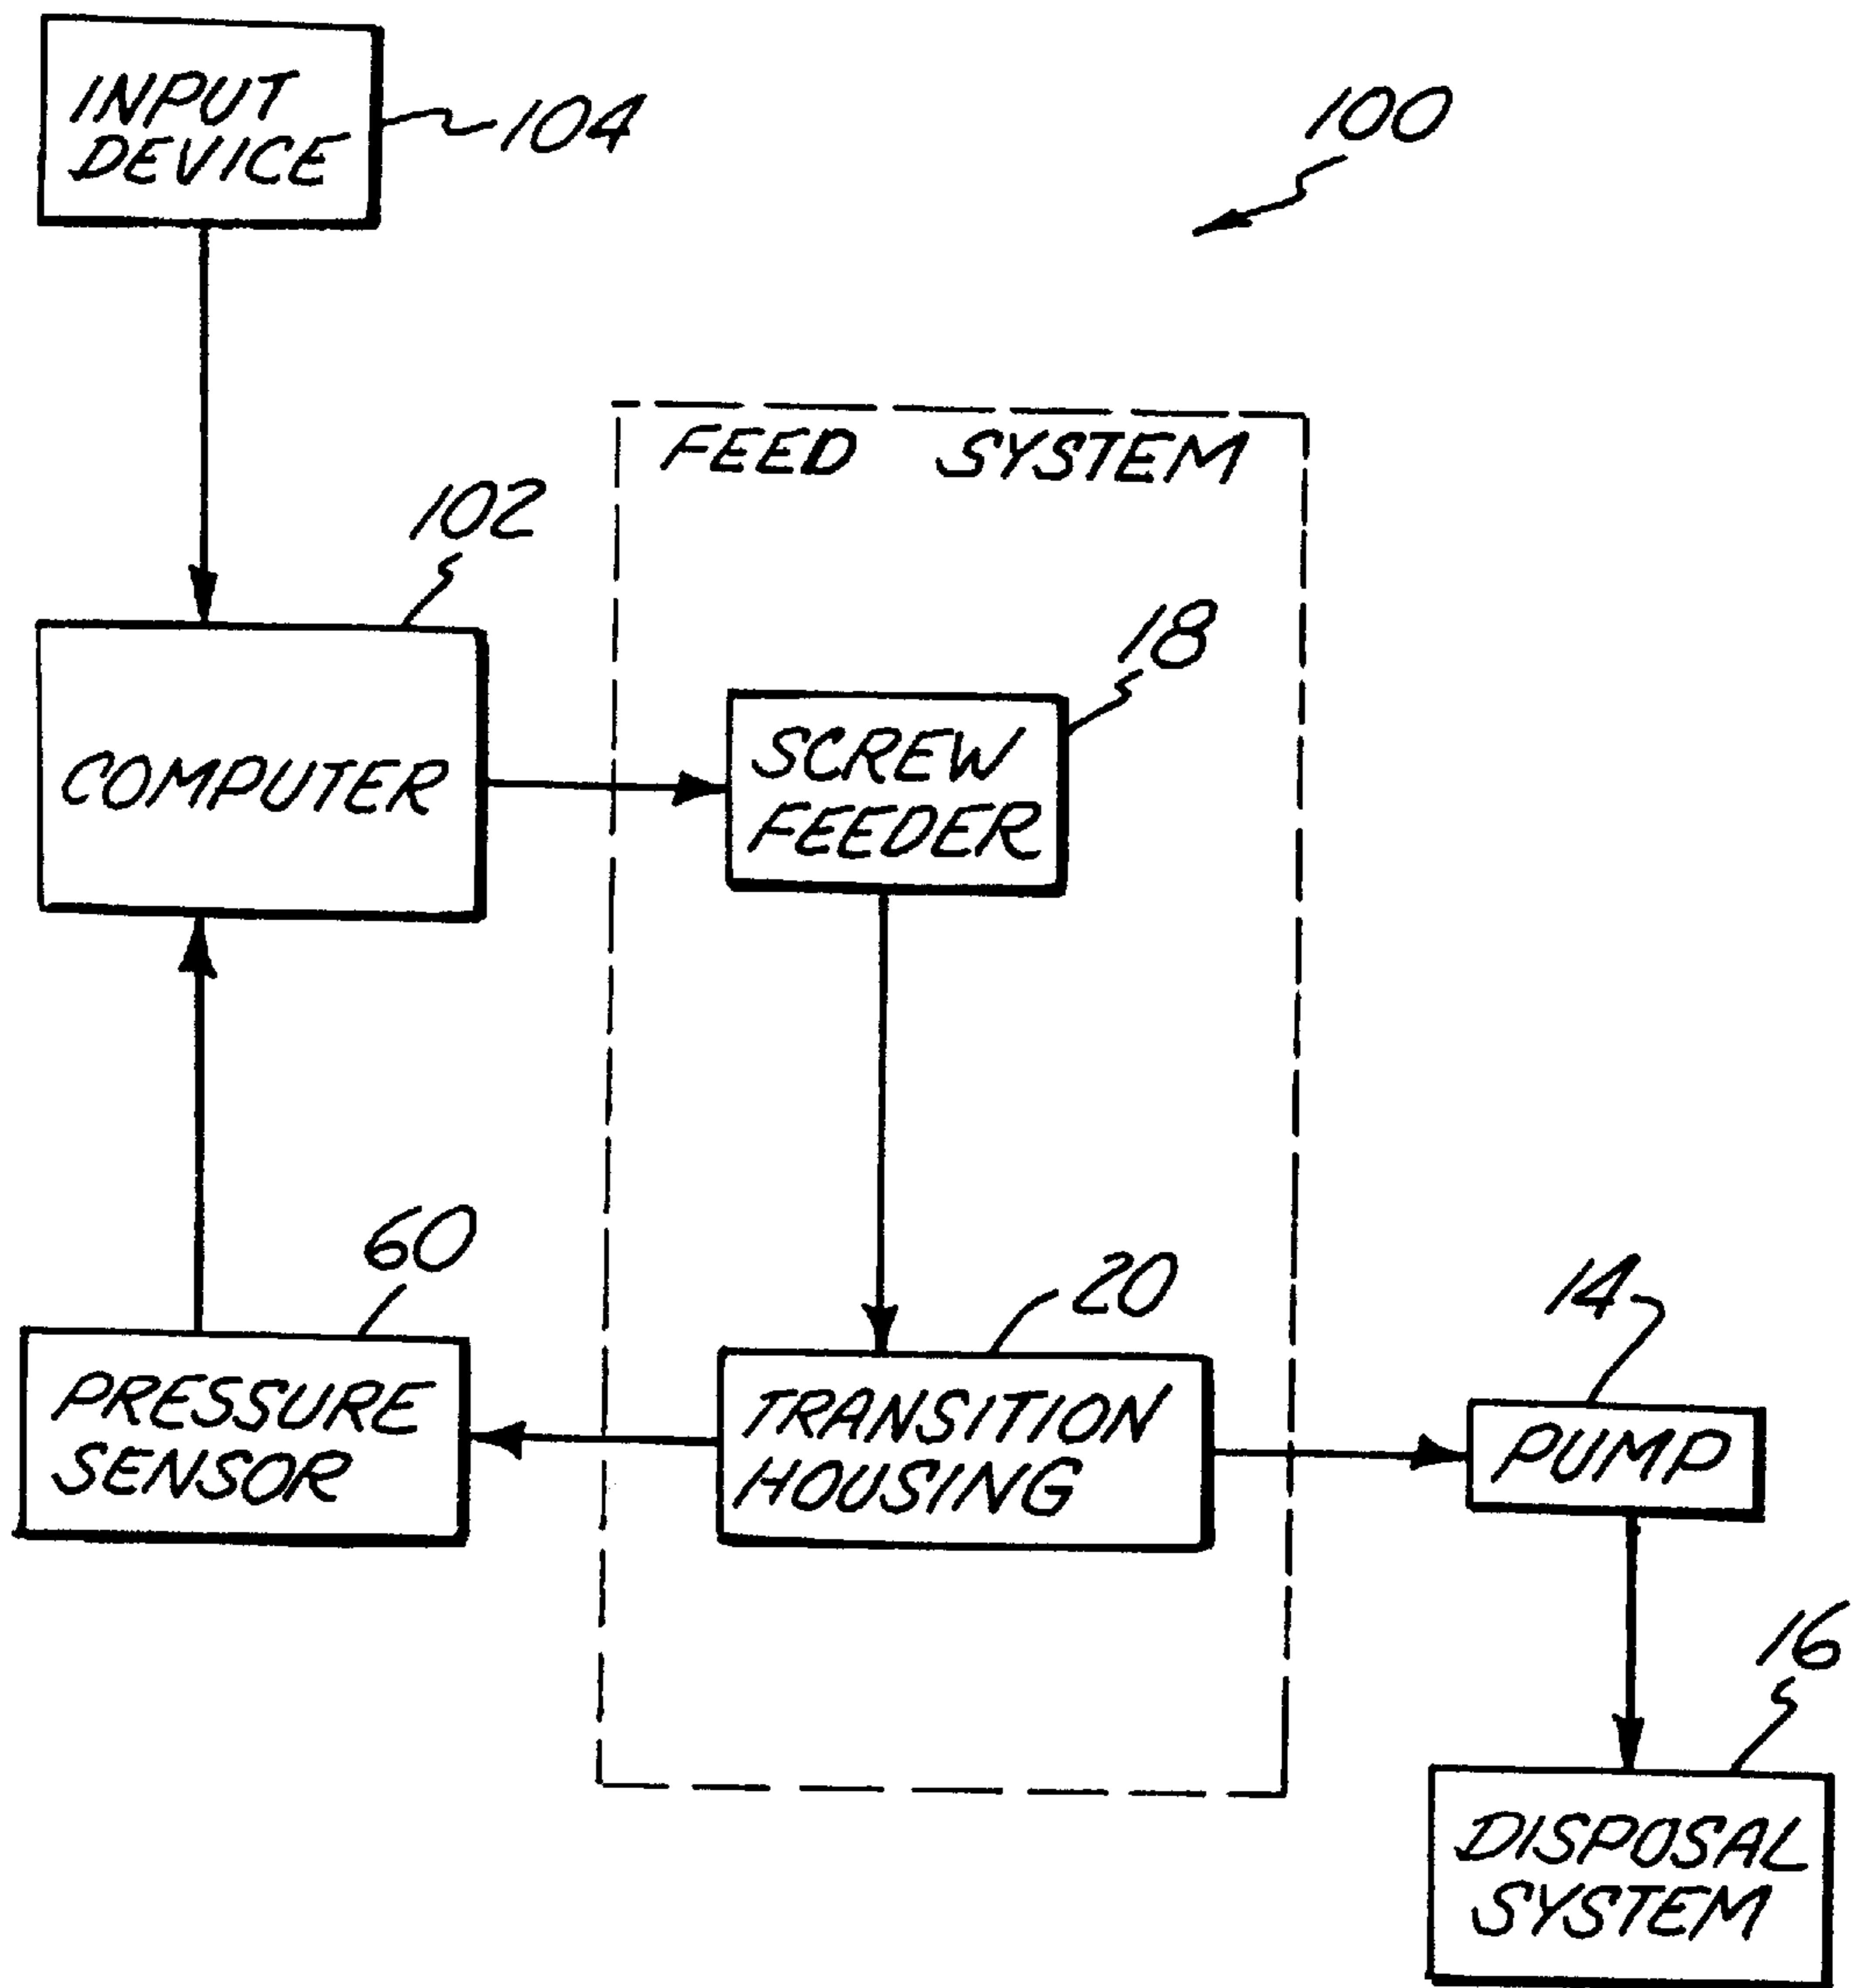 INPUT
DEVICE
104
100
FEED SYSTEM
102
18
COMPUTER
SCREW
FEEDER
60
20
14
PRESSURE
SENSOR
TRANSITION
HOUSING
PUMP
16
DISPOSAL
SYSTEM